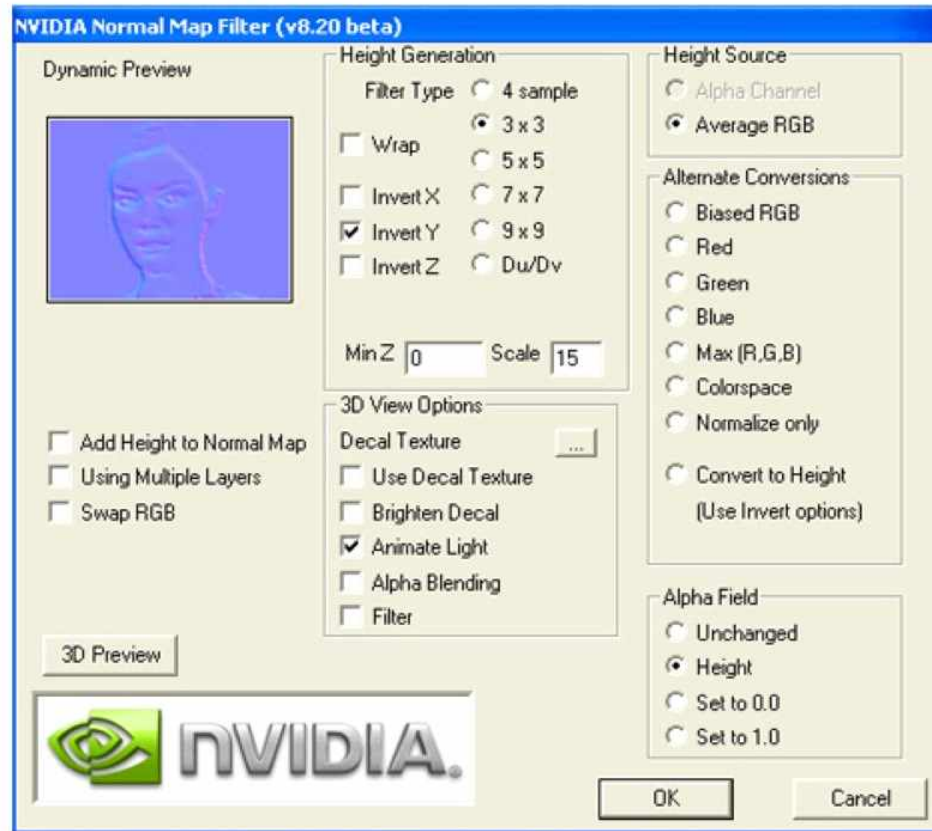 NVIDIA Normal Map Filter (v8.20 beta)
Dynamic Preview
Add Height to Normal Map
Using Multiple Layers
Swap RGB
3D Preview
nVIDIA.
Height Generation
Filter Type
4 sample
3 x 3
5 x 5
7 x 7
9 x 9
Du/Dv
Wrap
Invert X
Invert Y
Invert Z
Min Z 0 Scale 15
3D View Options
Decal Texture ...
Use Decal Texture
Brighten Decal
Animate Light
Alpha Blending
Filter
Height Source
Alpha Channel
Average RGB
Alternate Conversions
Biased RGB
Red
Green
Blue
Max (R,G,B)
Colorspace
Normalize only
Convert to Height
(Use Invert options)
Alpha Field
Unchanged
Height
Set to 0.0
Set to 1.0
OK Cancel